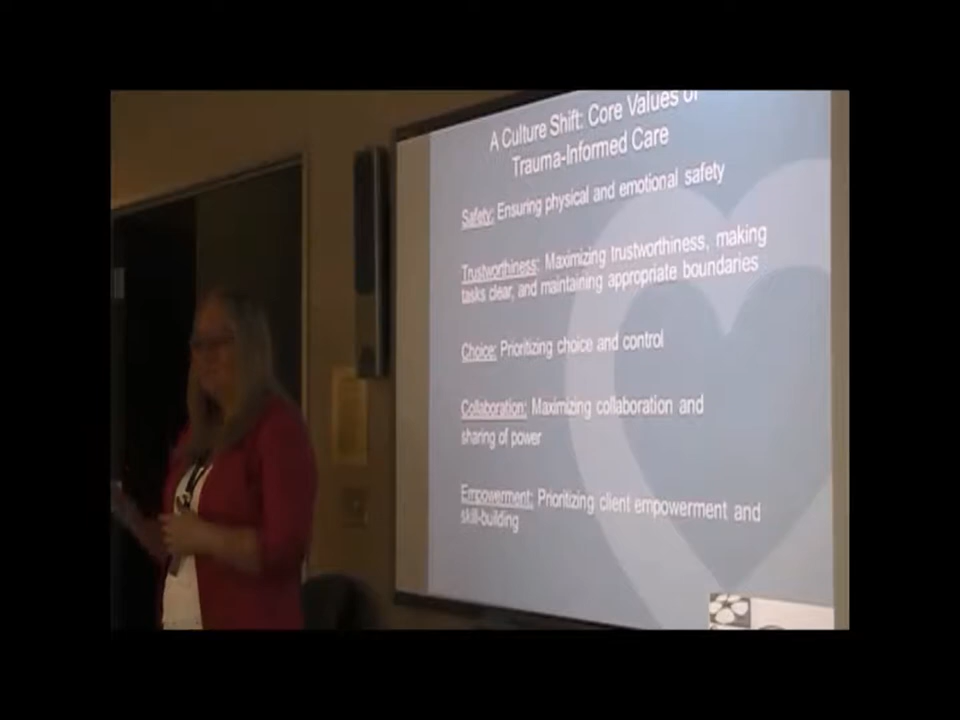 A Culture Shift: Core Values of
Trauma-Informed Care
Safety: Ensuring physical and emotional safety
Trustworthiness: Maximizing trustworthiness, making
tasks clear, and maintaining appropriate boundaries
Choice: Prioritizing choice and control
Collaboration: Maximizing collaboration and
sharing of power
Empowerment: Prioritizing client empowerment and
skill-building